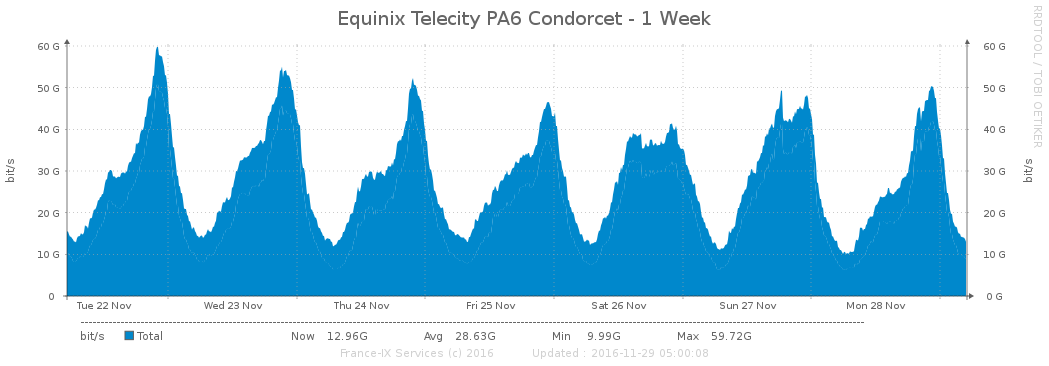 Equinix Telecity PA6 Condorcet - 1 Week
RRDTOOL / TOBI OETIKER
60 G 60 G
50 G 50 G
40 G 40 G
30 G 30 G
20 G 20 G
10 G 10 G
0 0 G
bit/s bit/s
Tue 22 Nov Wed 23 Nov Thu 24 Nov Fri 25 Nov Sat 26 Nov Sun 27 Nov Mon 28 Nov
bit/s Total Now 12.96G Avg 28.63G Min 9.99G Max 59.72G
France-IX Services (c) 2016 Updated : 2016-11-29 05:00:08